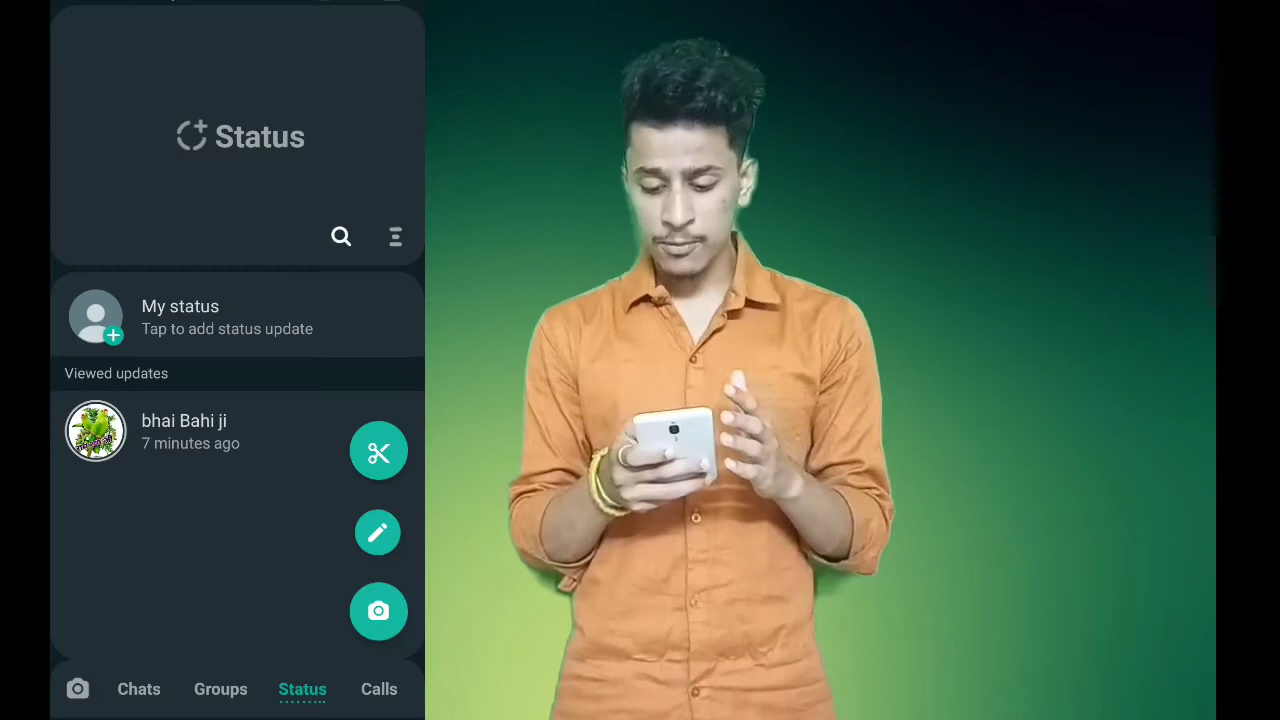 Status
My status
Tap to add status update
Viewed updates
bhai Bahi ji
7 minutes ago
Chats
Groups
Status
Calls